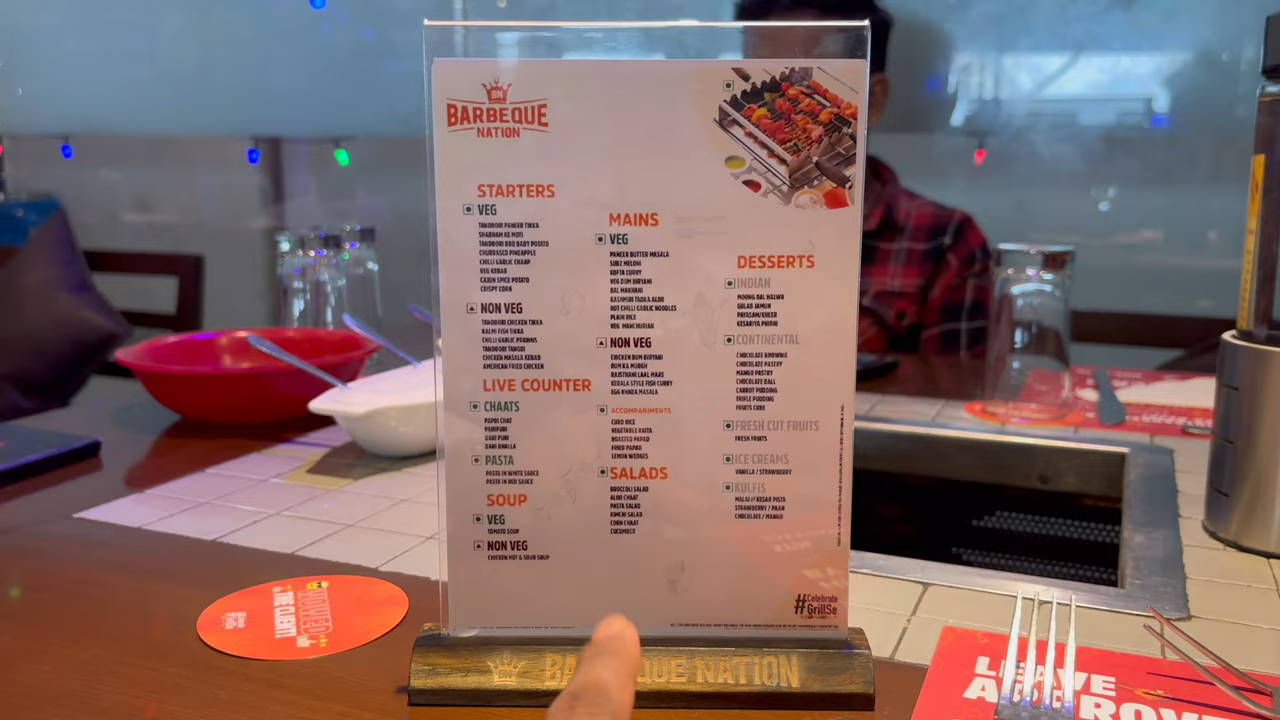 BN
BARBEQUE
NATION
STARTERS
VEG
TANDOORI PANEER TIKKA
SHABNAM KE MOTI
TANDOORI BBQ BABY POTATO
CHURRASCO PINEAPPLE
CHILLI GARLIC CHAAP
VEG KEBAB
CAJUN SPICE POTATO
CRISPY CORN
NON VEG
TANDOORI CHICKEN TIKKA
KALMI FISH TIKKA
CHILLI GARLIC PRAWNS
TANDOORI TANGDI
CHICKEN MASALA KEBAB
AMERICAN FRIED CHICKEN
LIVE COUNTER
CHAATS
PAPDI CHAT
PANIPURI
DAHI PURI
DAHI BHALLA
PASTA
PASTA IN WHITE SAUCE
PASTA IN RED SAUCE
SOUP
VEG
TOMATO SOUP
NON VEG
CHICKEN HOT & SOUR SOUP
MAINS
VEG
PANEER BUTTER MASALA
SUBZ MELONI
KOFTA CURRY
VEG DUM BIRYANI
DAL MAKHANI
KASHMIRI TADKA ALOO
HOT CHILLI GARLIC NOODLES
PLAIN RICE
VEG MANCHURIAN
NON VEG
CHICKEN DUM BIRYANI
DUM KA MURGH
RAJSTHANI LAAL MAAS
KERALA STYLE FISH CURRY
EGG KHADA MASALA
ACCOMPANIMENTS
CURD RICE
VEGETABLE RAITA
ROASTED PAPAD
FRIED PAPAD
LEMON WEDGES
SALADS
BROCCOLI SALAD
ALOO CHAAT
PASTA SALAD
KIMCHI SALAD
CORN CHAAT
CUCUMBER
DESSERTS
INDIAN
MOONG DAL HALWA
GULAB JAMUN
PAYASAM/KHEER
KESARIYA PHIRNI
CONTINENTAL
CHOCOLATE BROWNIE
CHOCOLATE PASTRY
MANGO PASTRY
CHOCOLATE BALL
CARROT PUDDING
TRIFLE PUDDING
FRUITS CUBE
FRESH CUT FRUITS
FRESH FRUITS
ICE CREAMS
VANILLA / STRAWBERRY
KULFIS
MALAI // KESAR PISTA
STRAWBERRY / PAAN
CHOCOLATE / MANGO
#Celebrate
GrillSe
BARBEQUE NATION
WOWED
THE CLIENT!
LEAVE